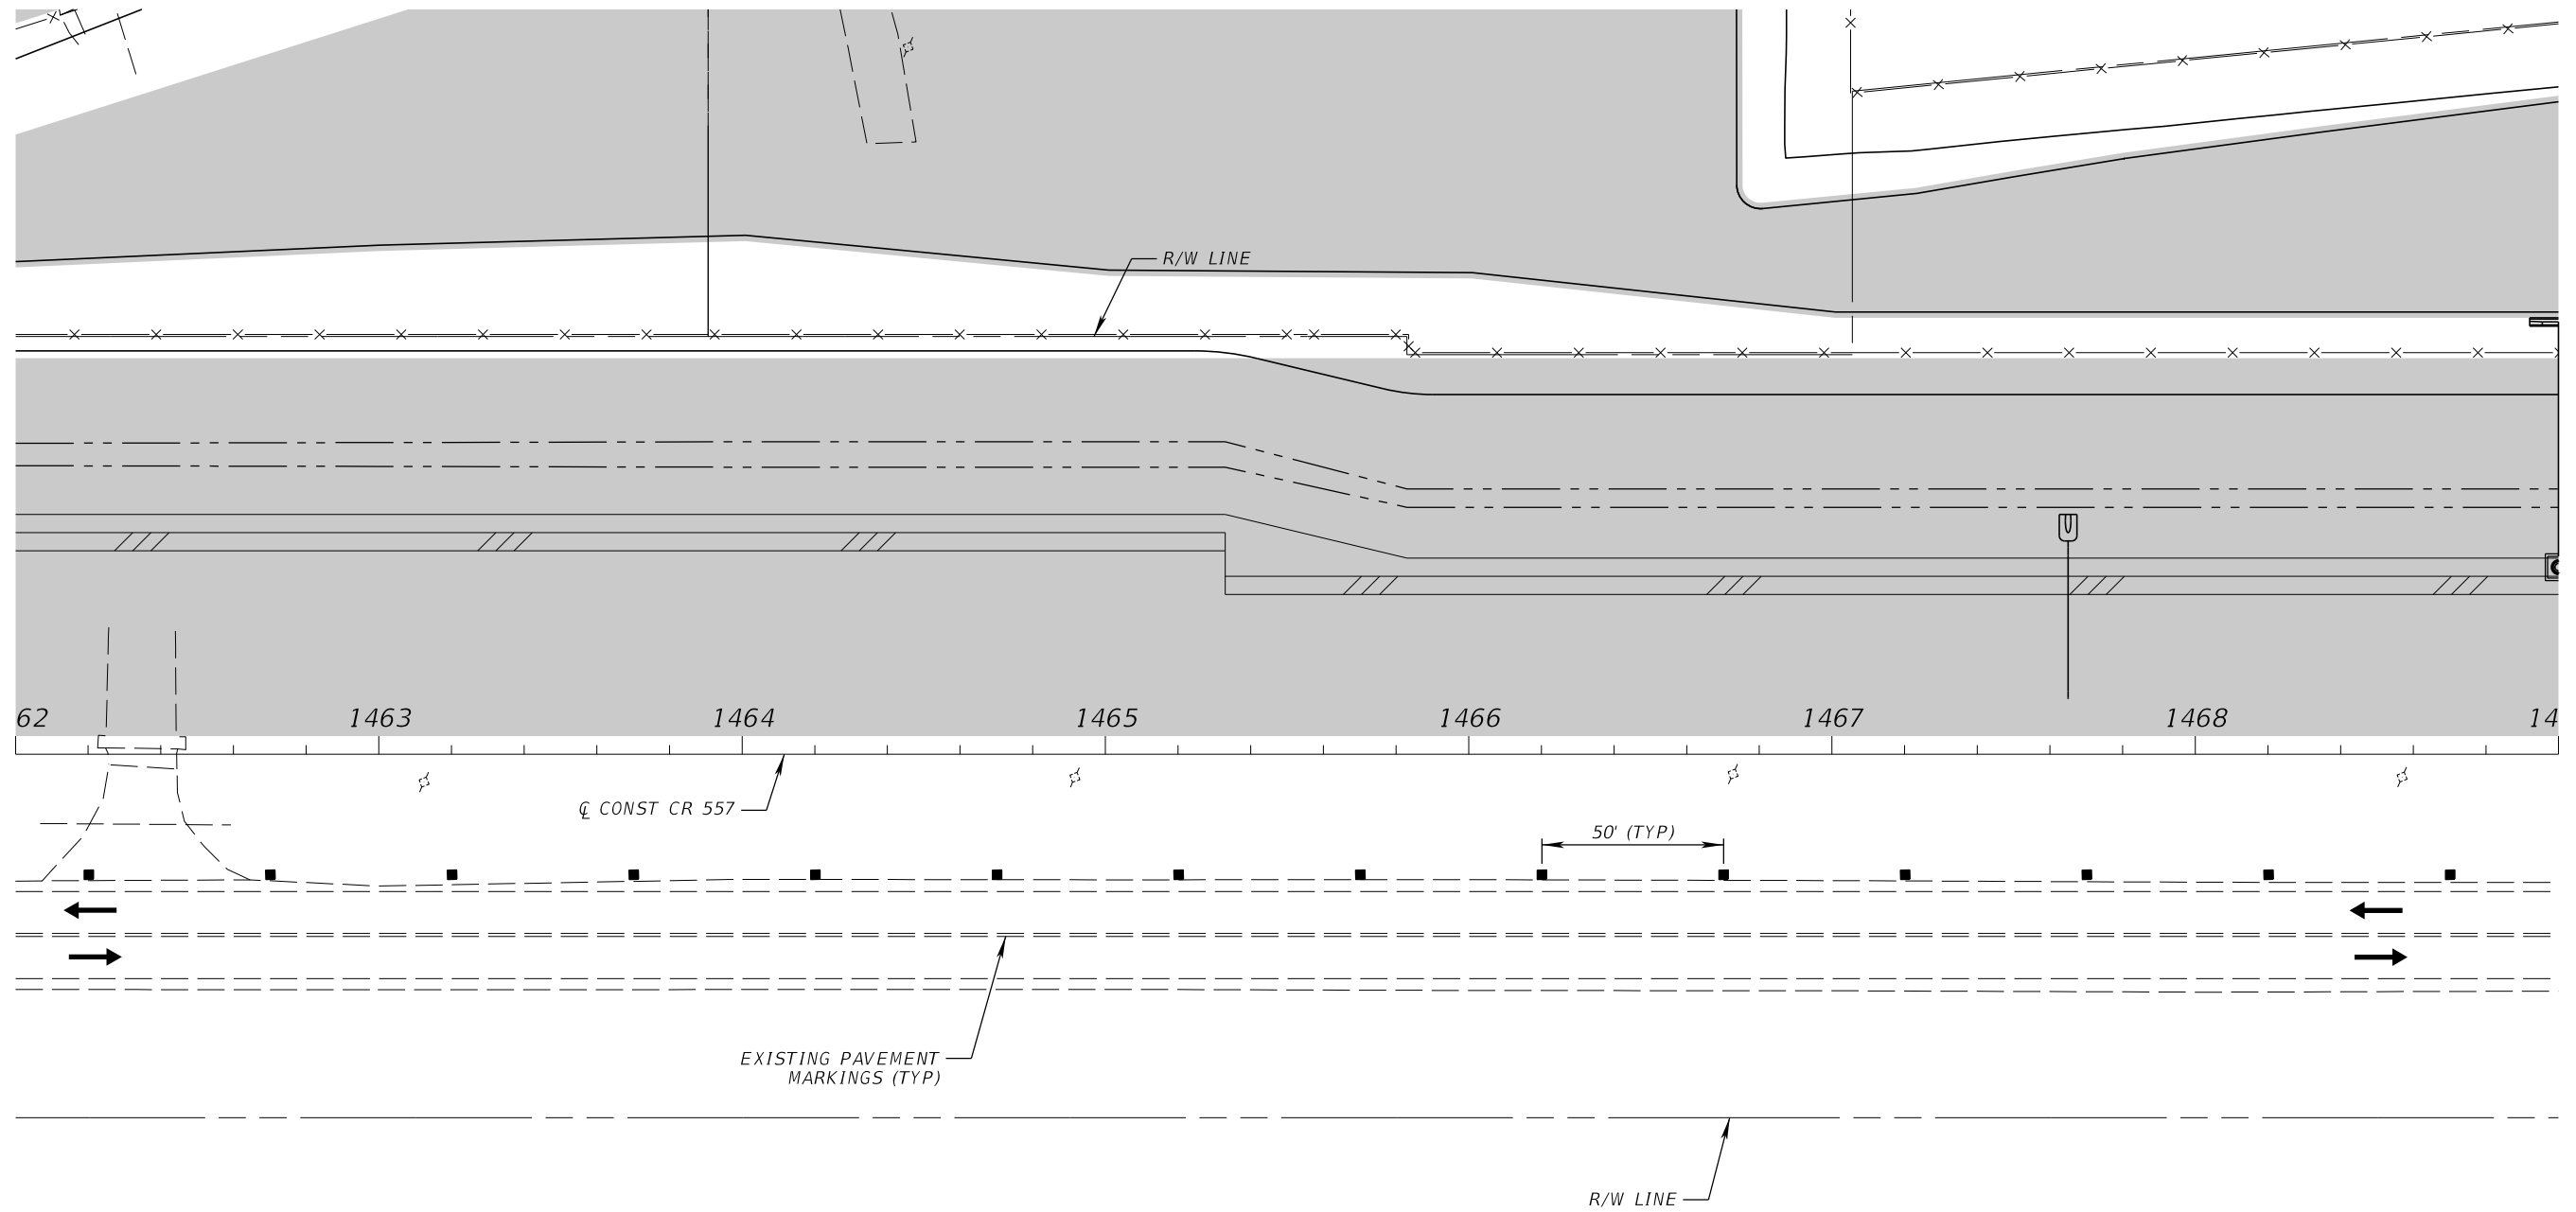 R/W LINE
62 1463 1464 1465 1466 1467 1468 14
℄ CONST CR 557
50' (TYP)
EXISTING PAVEMENT
MARKINGS (TYP)
R/W LINE